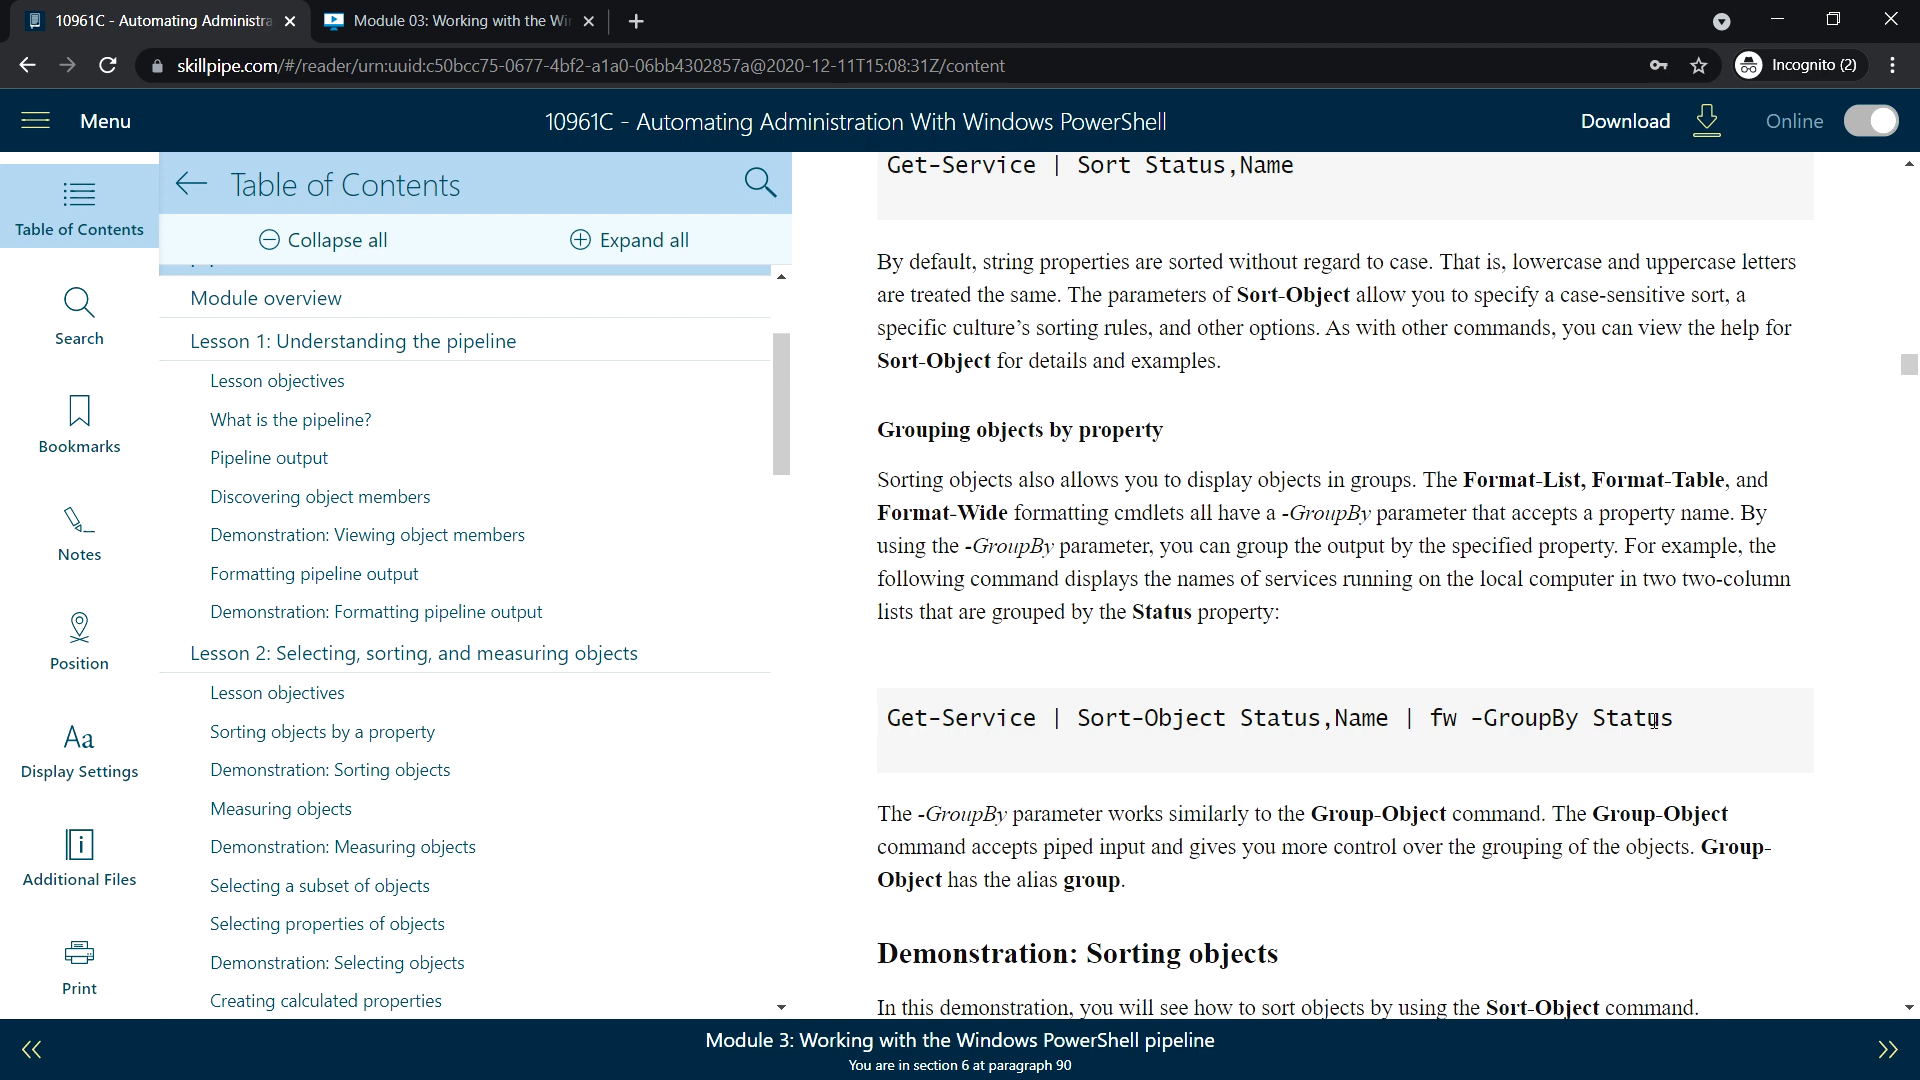 10961C - Automating Administra
Module 03: Working with the Wi
skillpipe.com/#/reader/urn:uuid:c50bcc75-0677-4bf2-a1a0-06bb4302857a@2020-12-11T15:08:31Z/content
Incognito (2)
Menu
10961C - Automating Administration With Windows PowerShell
Download
Online
Table of Contents
Search
Bookmarks
Notes
Position
Aa
Display Settings
Additional Files
Print
Table of Contents
Collapse all
Expand all
Module overview
Lesson 1: Understanding the pipeline
Lesson objectives
What is the pipeline?
Pipeline output
Discovering object members
Demonstration: Viewing object members
Formatting pipeline output
Demonstration: Formatting pipeline output
Lesson 2: Selecting, sorting, and measuring objects
Lesson objectives
Sorting objects by a property
Demonstration: Sorting objects
Measuring objects
Demonstration: Measuring objects
Selecting a subset of objects
Selecting properties of objects
Demonstration: Selecting objects
Creating calculated properties
Get-Service | Sort Status,Name
By default, string properties are sorted without regard to case. That is, lowercase and uppercase letters
are treated the same. The parameters of Sort-Object allow you to specify a case-sensitive sort, a
specific culture’s sorting rules, and other options. As with other commands, you can view the help for
Sort-Object for details and examples.
Grouping objects by property
Sorting objects also allows you to display objects in groups. The Format-List, Format-Table, and
Format-Wide formatting cmdlets all have a -GroupBy parameter that accepts a property name. By
using the -GroupBy parameter, you can group the output by the specified property. For example, the
following command displays the names of services running on the local computer in two two-column
lists that are grouped by the Status property:
Get-Service | Sort-Object Status,Name | fw -GroupBy Status
The -GroupBy parameter works similarly to the Group-Object command. The Group-Object
command accepts piped input and gives you more control over the grouping of the objects. Group-
Object has the alias group.
Demonstration: Sorting objects
In this demonstration, you will see how to sort objects by using the Sort-Object command.
Module 3: Working with the Windows PowerShell pipeline
You are in section 6 at paragraph 90